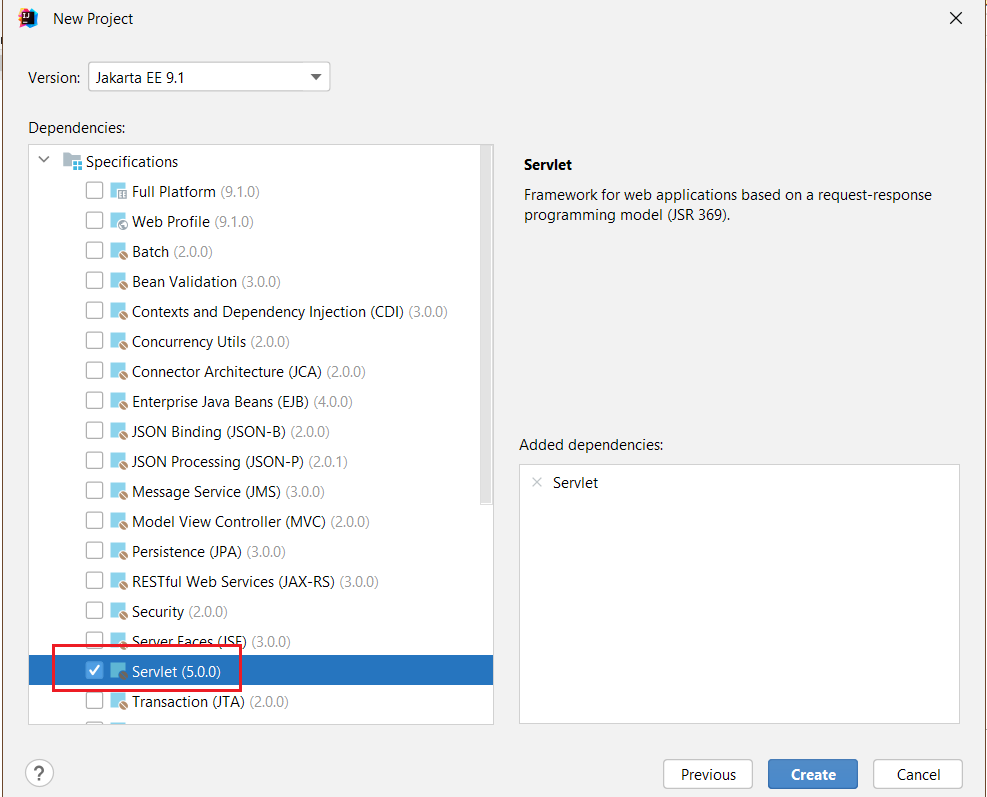 New Project
Version: Jakarta EE 9.1
Dependencies:
Specifications
Full Platform (9.1.0)
Web Profile (9.1.0)
Batch (2.0.0)
Bean Validation (3.0.0)
Contexts and Dependency Injection (CDI) (3.0.0)
Concurrency Utils (2.0.0)
Connector Architecture (JCA) (2.0.0)
Enterprise Java Beans (EJB) (4.0.0)
JSON Binding (JSON-B) (2.0.0)
JSON Processing (JSON-P) (2.0.1)
Message Service (JMS) (3.0.0)
Model View Controller (MVC) (2.0.0)
Persistence (JPA) (3.0.0)
RESTful Web Services (JAX-RS) (3.0.0)
Security (2.0.0)
Server Faces (JSF) (3.0.0)
Servlet (5.0.0)
Transaction (JTA) (2.0.0)
Servlet
Framework for web applications based on a request-response
programming model (JSR 369).
Added dependencies:
Servlet
?
Previous
Create
Cancel